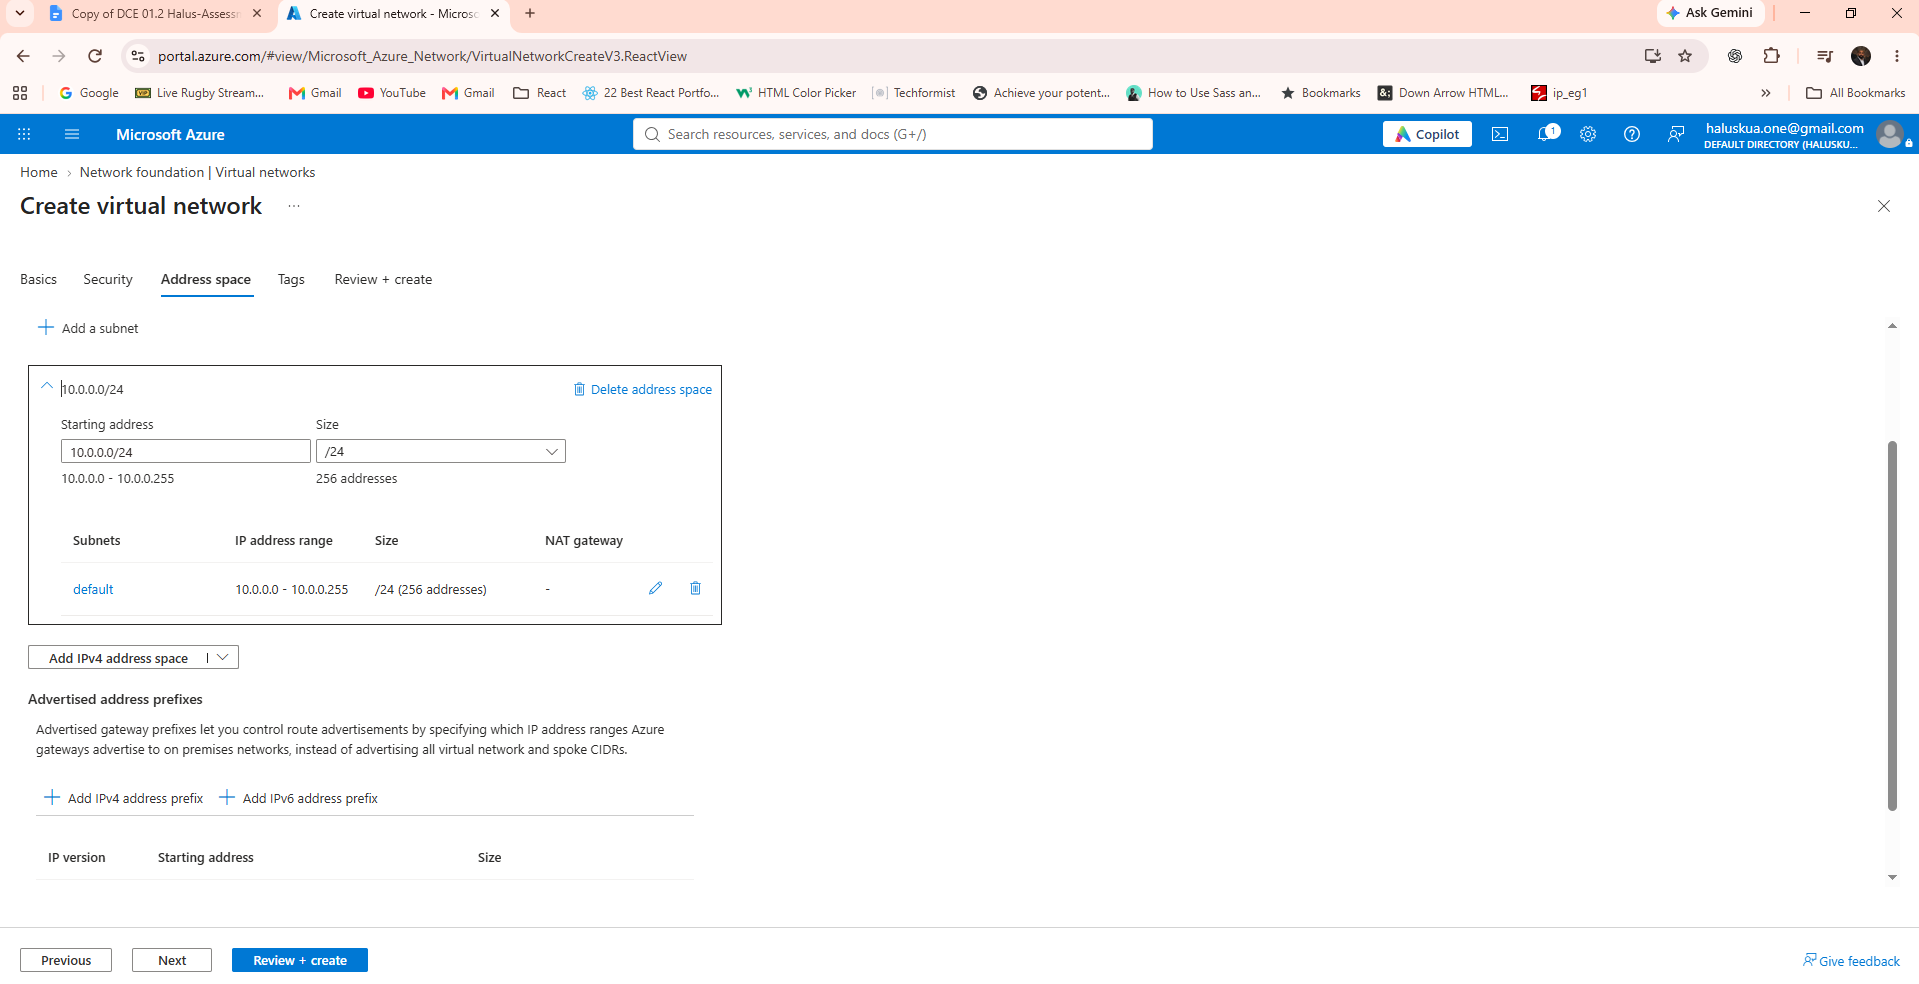 Copy of DCE 01.2 Halus-Assessn
Create virtual network - Microso
Ask Gemini
portal.azure.com/#view/Microsoft_Azure_Network/VirtualNetworkCreateV3.ReactView
Google
Live Rugby Stream...
Gmail
YouTube
Gmail
React
22 Best React Portfo...
HTML Color Picker
Techformist
Achieve your potent...
How to Use Sass an...
Bookmarks
Down Arrow HTML...
ip_eg1
»
All Bookmarks
Microsoft Azure
Search resources, services, and docs (G+/)
Copilot
1
haluskua.one@gmail.com
DEFAULT DIRECTORY (HALUSKU...
Home > Network foundation | Virtual networks
Create virtual network ...
Basics
Security
Address space
Tags
Review + create
+ Add a subnet
10.0.0.0/24
Delete address space
Starting address
Size
10.0.0.0/24
/24
10.0.0.0 - 10.0.0.255
256 addresses
Subnets
IP address range
Size
NAT gateway
default
10.0.0.0 - 10.0.0.255
/24 (256 addresses)
-
Add IPv4 address space |
Advertised address prefixes
Advertised gateway prefixes let you control route advertisements by specifying which IP address ranges Azure
gateways advertise to on premises networks, instead of advertising all virtual network and spoke CIDRs.
+ Add IPv4 address prefix
+ Add IPv6 address prefix
IP version
Starting address
Size
Previous
Next
Review + create
Give feedback